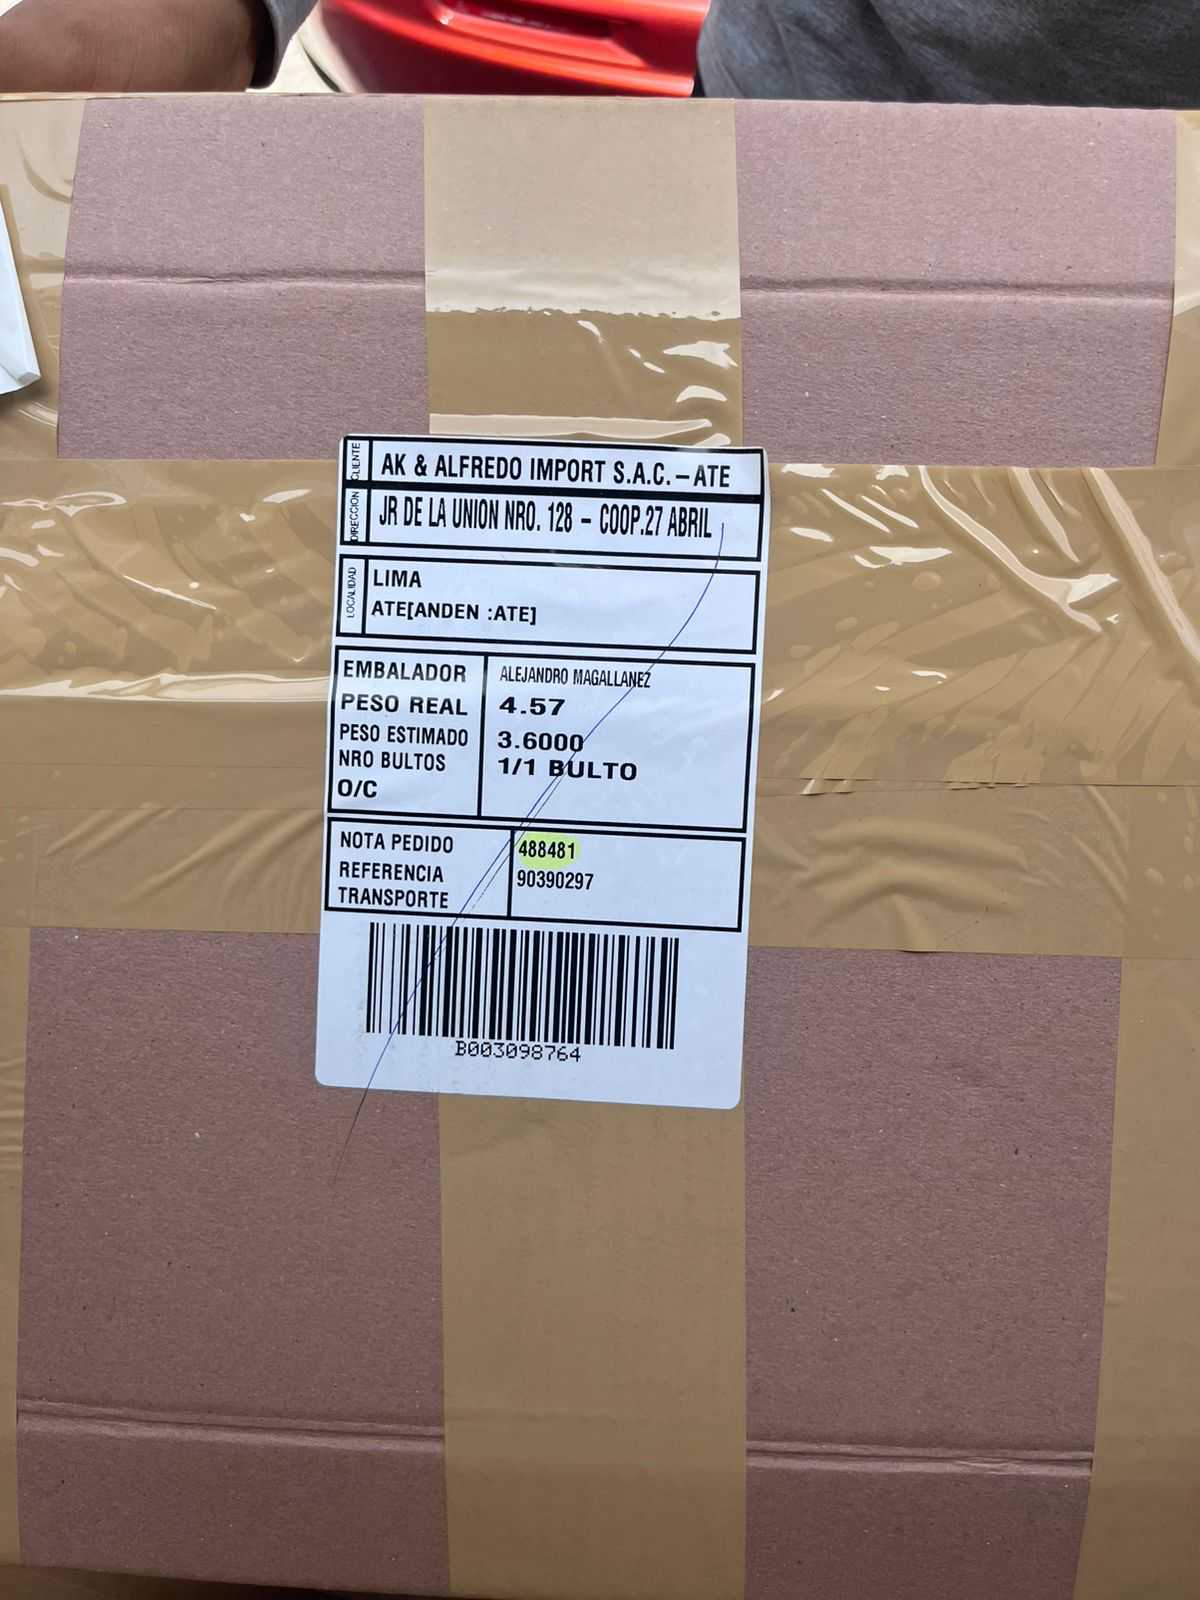 CLIENTE AK & ALFREDO IMPORT S.A.C. – ATE
DIRECCION JR DE LA UNION NRO. 128 – COOP.27 ABRIL
LOCALIDAD LIMA
ATE[ANDEN :ATE]
EMBALADOR ALEJANDRO MAGALLANEZ
PESO REAL 4.57
PESO ESTIMADO 3.6000
NRO BULTOS 1/1 BULTO
O/C
NOTA PEDIDO 488481
REFERENCIA 90390297
TRANSPORTE
B003098764